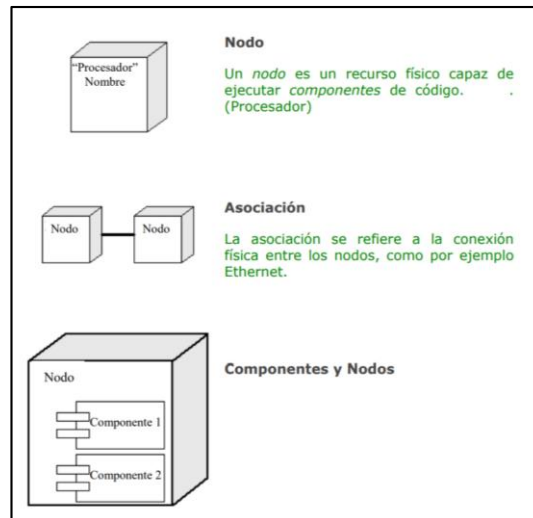 “Procesador”
Nombre
Nodo
Un nodo es un recurso físico capaz de
ejecutar componentes de código. .
(Procesador)
Nodo
Nodo
Asociación
La asociación se refiere a la conexión
física entre los nodos, como por ejemplo
Ethernet.
Nodo
Componente 1
Componente 2
Componentes y Nodos